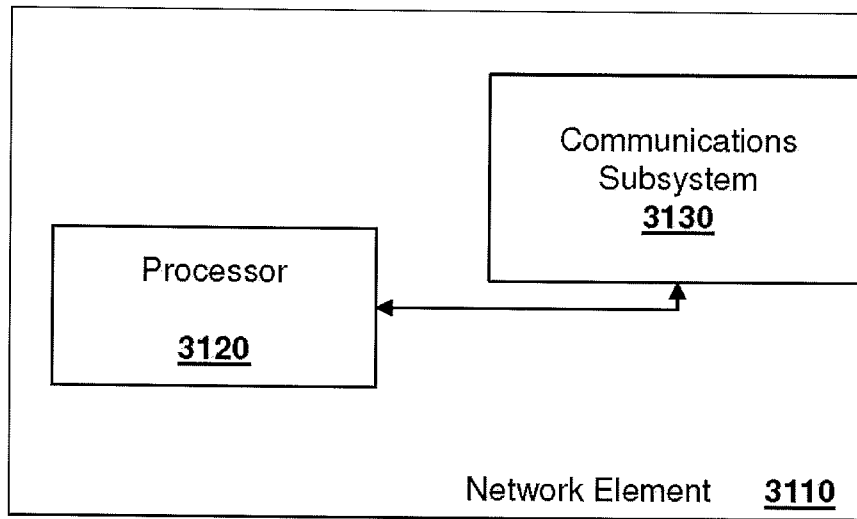 Communications
Subsystem
3130
Processor
3120
Network Element 3110